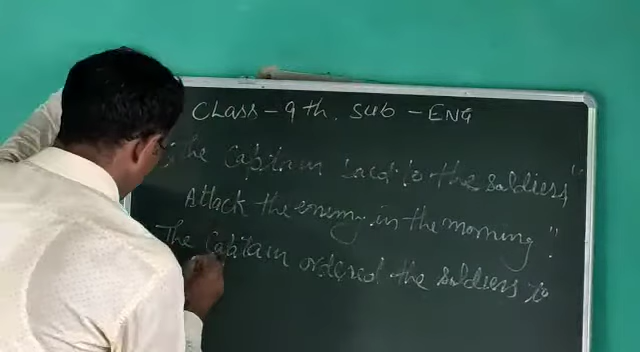 Class - 9th. Sub - ENG
The Captain said to the soldiers, "
Attack the enemy in the morning."
The Captain ordered the soldiers to